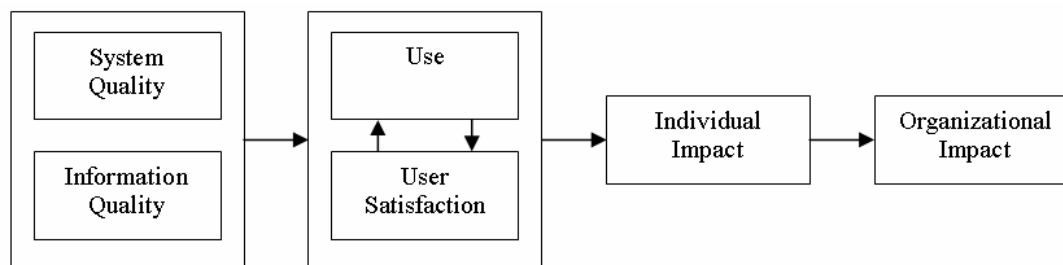 System
Quality
Information
Quality
Use
User
Satisfaction
Individual
Impact
Organizational
Impact